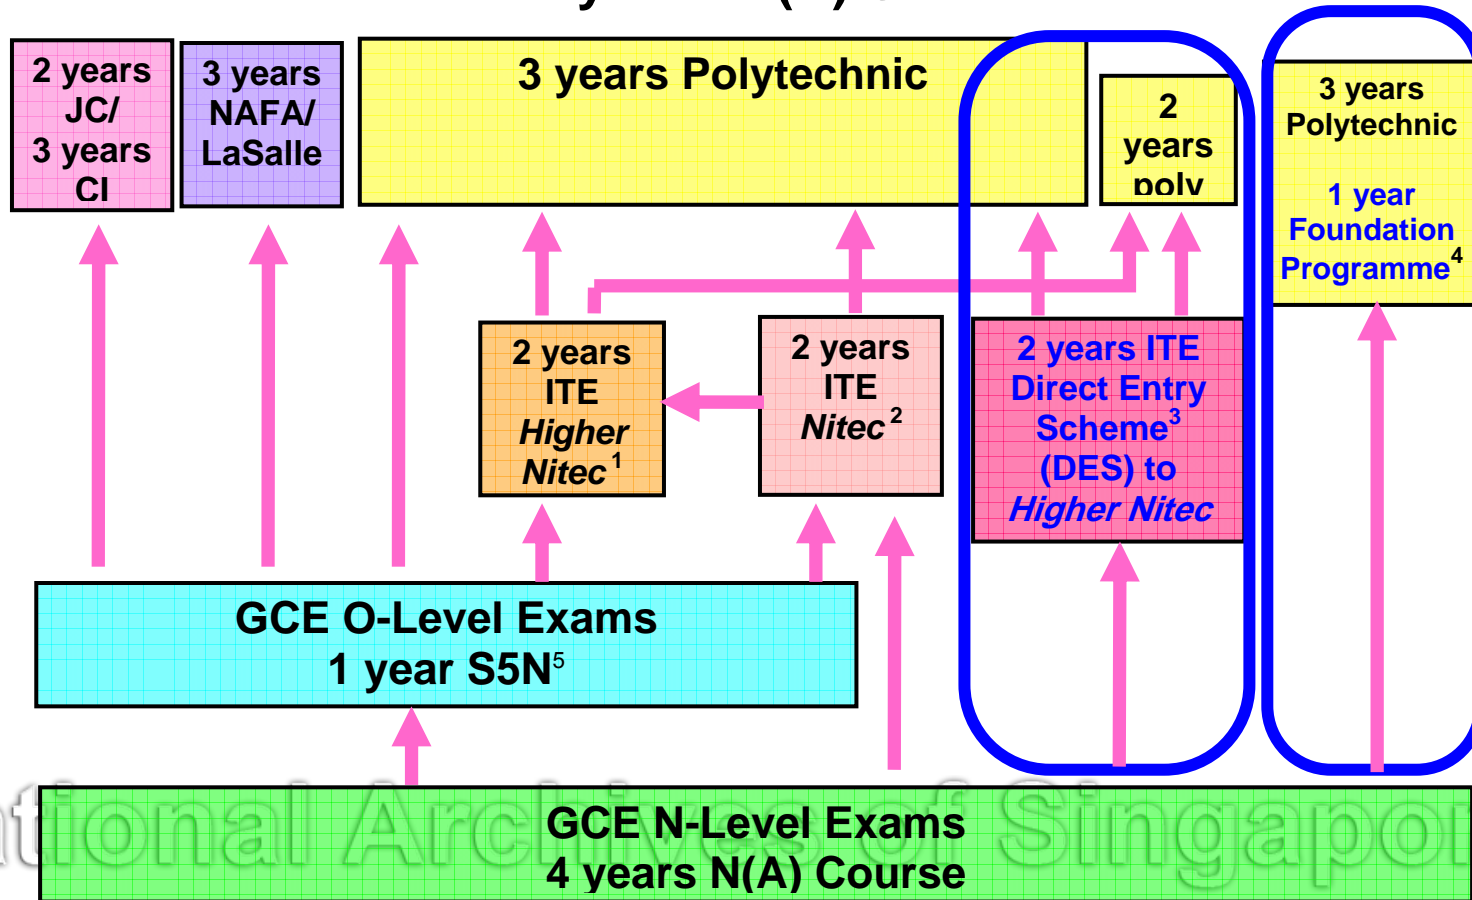 2 years
JC/
3 years
CI
3 years
NAFA/
LaSalle
3 years Polytechnic
2
years
poly
3 years
Polytechnic
1 year
Foundation
Programme⁴
2 years
ITE
Higher
Nitec¹
2 years
ITE
Nitec²
2 years ITE
Direct Entry
Scheme³
(DES) to
Higher Nitec
GCE O-Level Exams
1 year S5N⁵
GCE N-Level Exams
4 years N(A) Course
ational Archives of Singapor